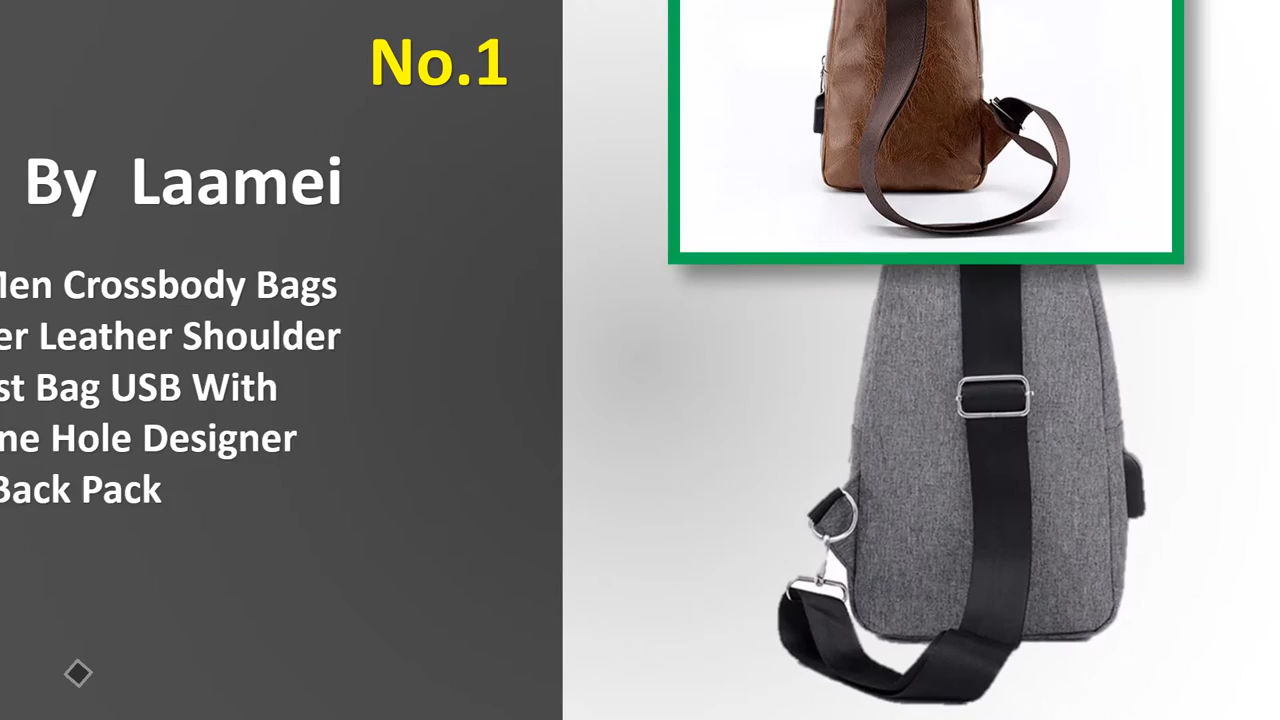 No.1
By Laamei
Men Crossbody Bags
er Leather Shoulder
st Bag USB With
ne Hole Designer
Back Pack